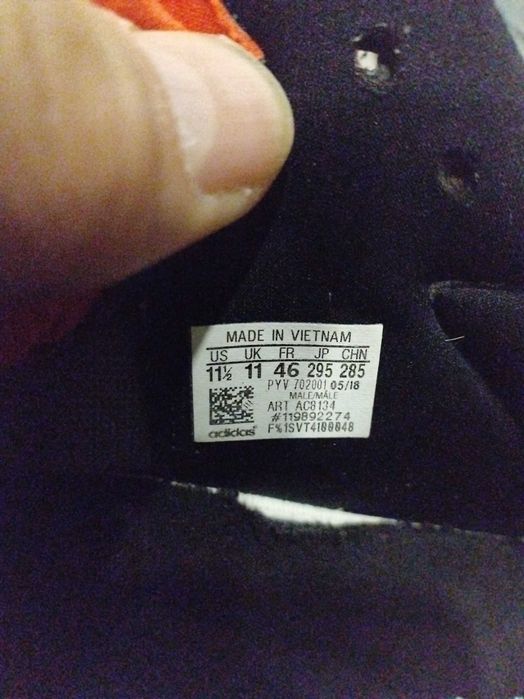 MADE IN VIETNAM
US UK FR JP CHN
11½ 11 46 295 285
PYV 702001 05/18
MALE/MÂLE
ART AC8134
#119892274
adidas F%1SVT4100048